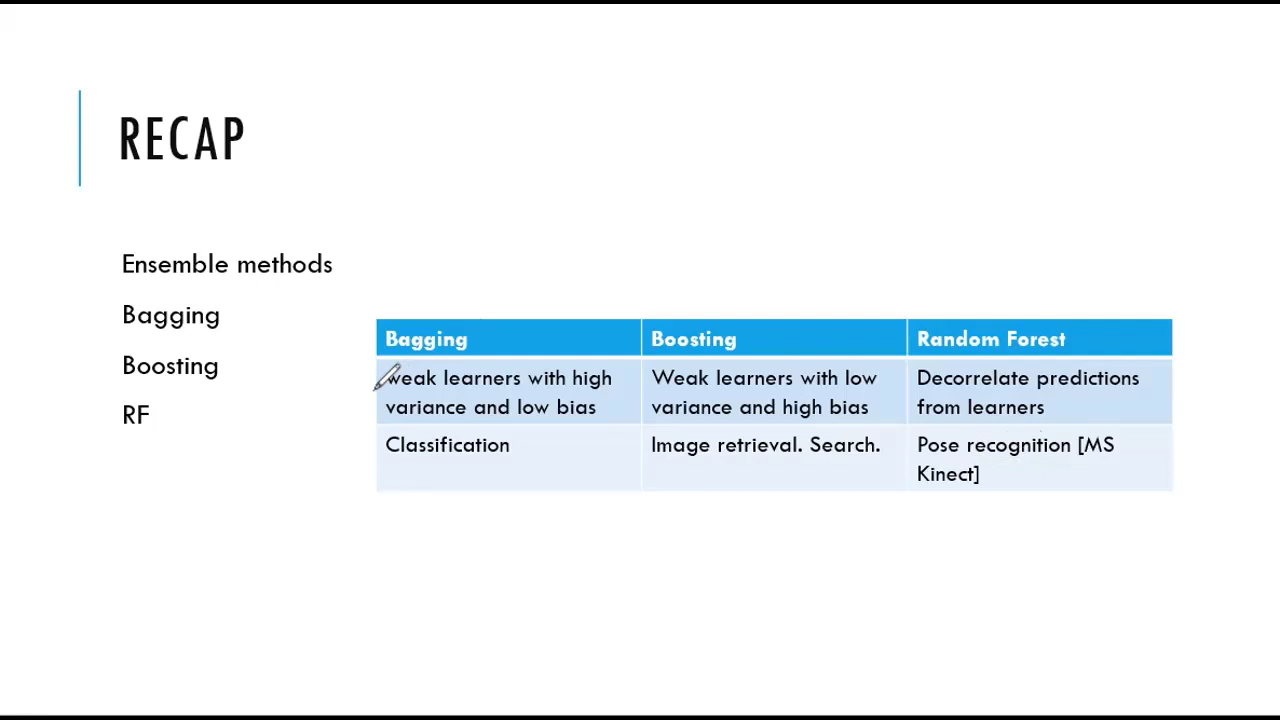 RECAP
Ensemble methods
Bagging
Boosting
RF
Bagging Boosting Random Forest
weak learners with high Weak learners with low Decorrelate predictions
variance and low bias variance and high bias from learners
Classification Image retrieval. Search. Pose recognition [MS
Kinect]